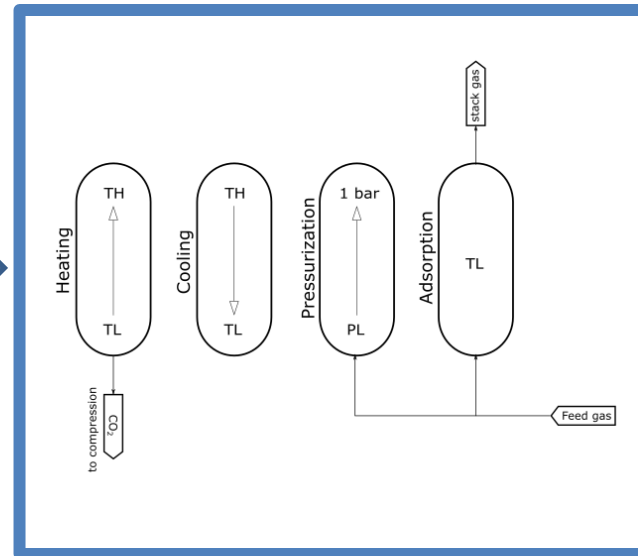 stack gas
Heating
TH
TL
Cooling
TH
TL
Pressurization
1 bar
PL
Adsorption
TL
Feed gas
to compression
CO₂